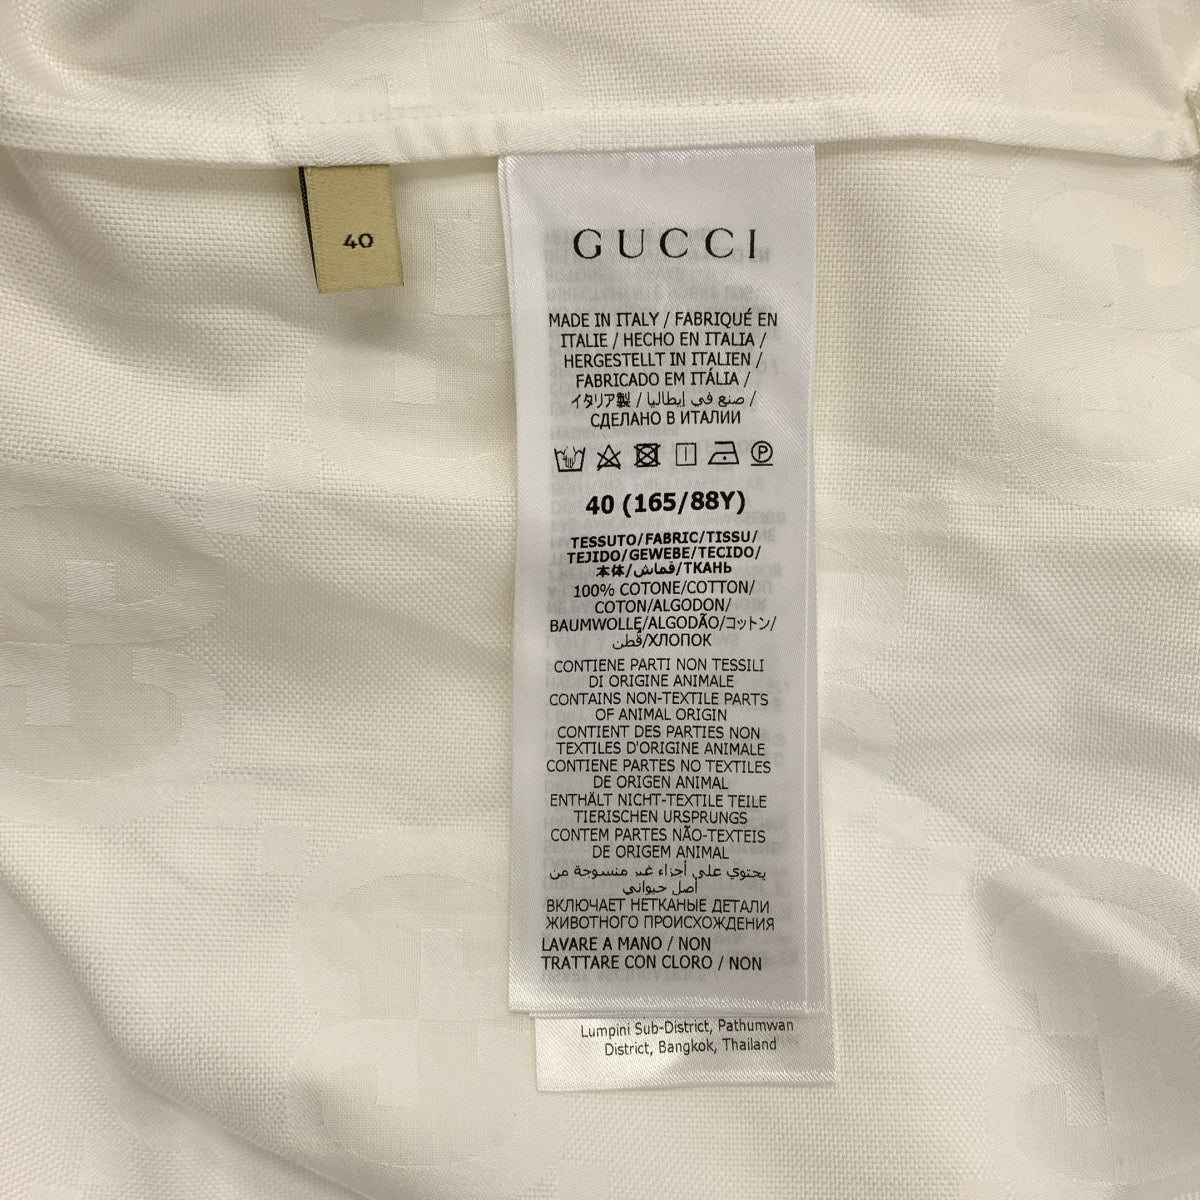 40
GUCCI
MADE IN ITALY / FABRIQUÉ EN
ITALIE / HECHO EN ITALIA /
HERGESTELLT IN ITALIEN /
FABRICADO EM ITÁLIA /
イタリア製 / صنع في إيطاليا /
СДЕЛАНО В ИТАЛИИ
P
40 (165/88Y)
TESSUTO/FABRIC/TISSU/
TEJIDO/GEWEBE/TECIDO/
本体/قماش/ТКАНЬ
100% COTONE/COTTON/
COTON/ALGODON/
BAUMWOLLE/ALGODÃO/コットン/
قطن/ХЛОПОК
CONTIENE PARTI NON TESSILI
DI ORIGINE ANIMALE
CONTAINS NON-TEXTILE PARTS
OF ANIMAL ORIGIN
CONTIENT DES PARTIES NON
TEXTILES D'ORIGINE ANIMALE
CONTIENE PARTES NO TEXTILES
DE ORIGEN ANIMAL
ENTHÄLT NICHT-TEXTILE TEILE
TIERISCHEN URSPRUNGS
CONTEM PARTES NÃO-TEXTEIS
DE ORIGEM ANIMAL
يحتوي على أجزاء غير منسوجة من
أصل حيواني
ВКЛЮЧАЕТ НЕТКАНЫЕ ДЕТАЛИ
ЖИВОТНОГО ПРОИСХОЖДЕНИЯ
LAVARE A MANO / NON
TRATTARE CON CLORO / NON
Lumpini Sub-District, Pathumwan
District, Bangkok, Thailand